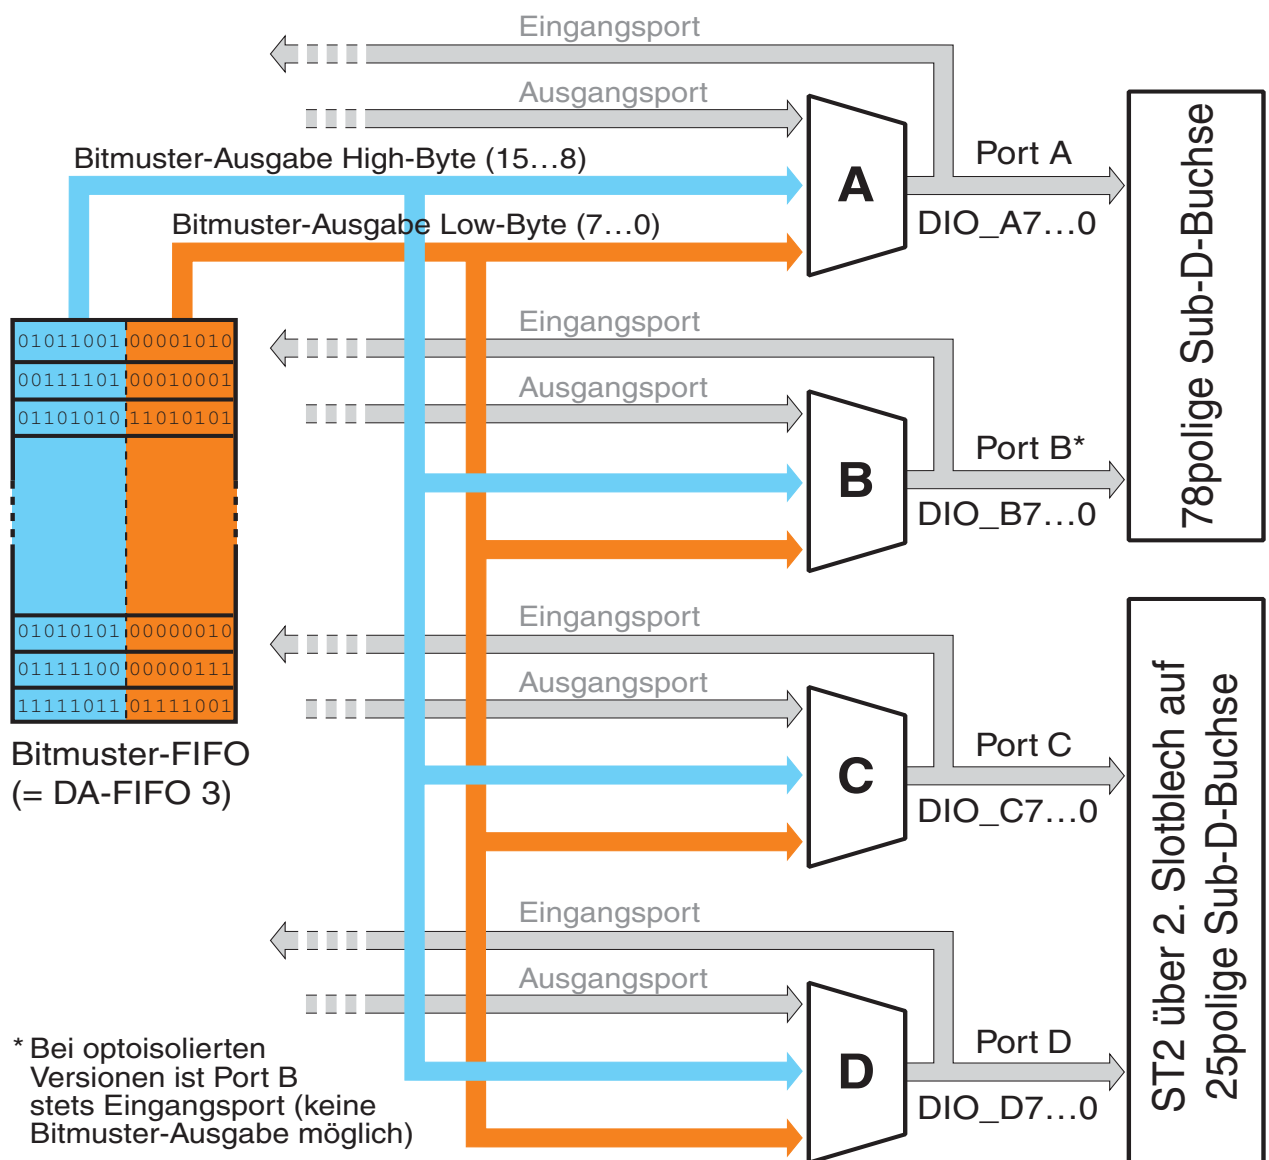 Eingangsport
Ausgangsport
Bitmuster-Ausgabe High-Byte (15...8)
Bitmuster-Ausgabe Low-Byte (7...0)
A
Port A
DIO_A7...0
78polige Sub-D-Buchse
01011001 00001010
00111101 00010001
01101010 11010101
01010101 00000010
01111100 00000111
11111011 01111001
Bitmuster-FIFO
(= DA-FIFO 3)
Eingangsport
Ausgangsport
B
Port B*
DIO_B7...0
Eingangsport
Ausgangsport
C
Port C
DIO_C7...0
ST2 über 2. Slotblech auf
25polige Sub-D-Buchse
Eingangsport
Ausgangsport
D
Port D
DIO_D7...0
* Bei optoisolierten
Versionen ist Port B
stets Eingangsport (keine
Bitmuster-Ausgabe möglich)